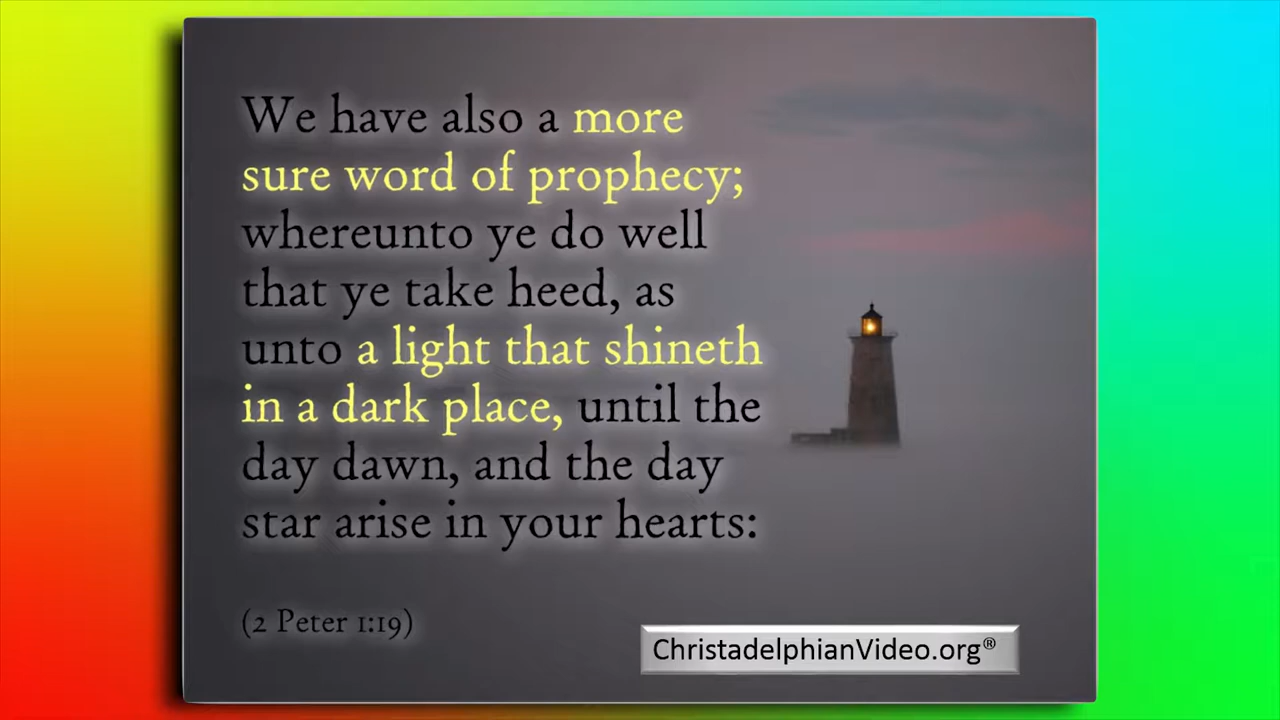 We have also a more
sure word of prophecy;
whereunto ye do well
that ye take heed, as
unto a light that shineth
in a dark place, until the
day dawn, and the day
star arise in your hearts:
(2 Peter 1:19)
ChristadelphianVideo.org®